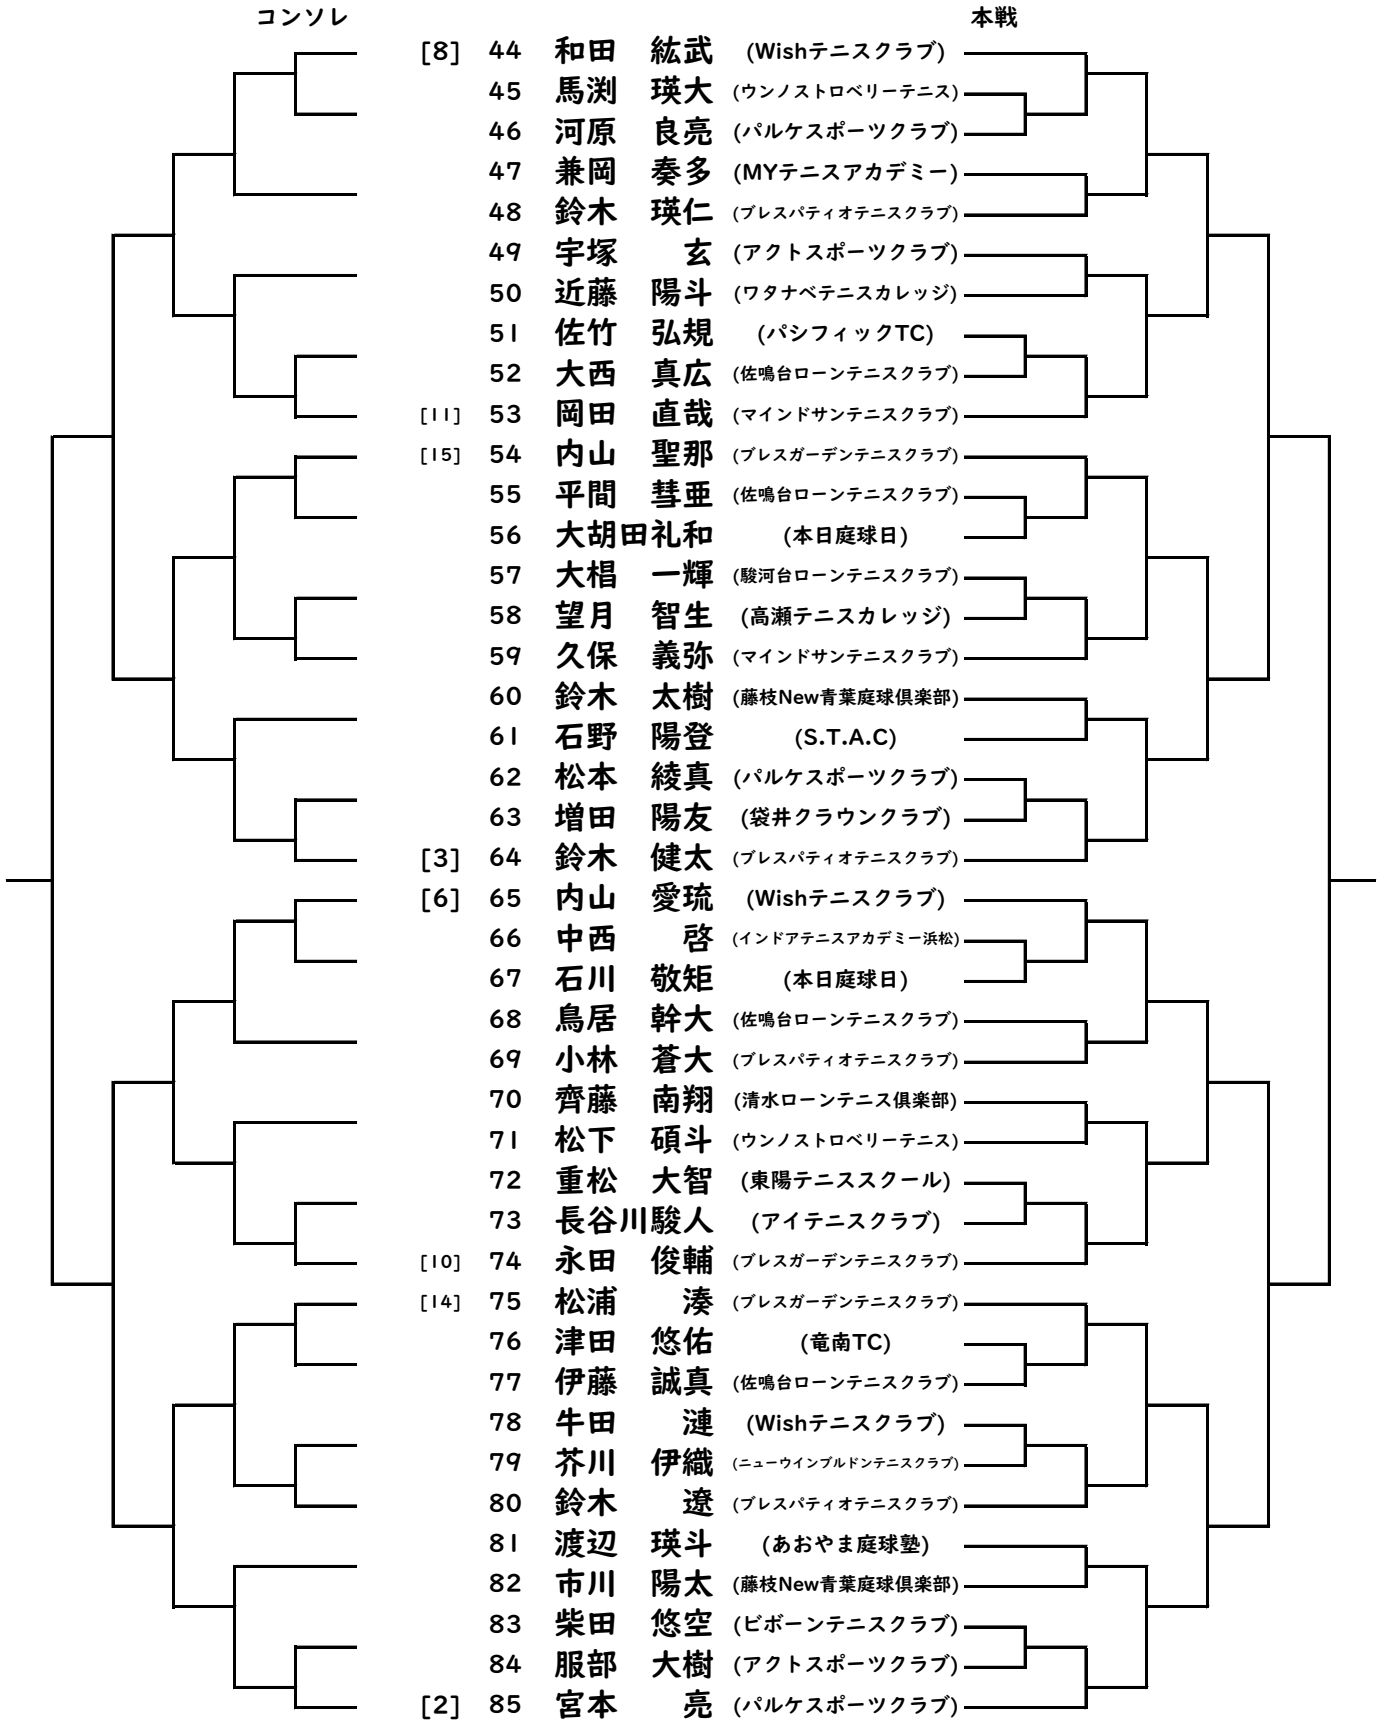 コンソレ 本戦
[8] 44 和田 紘武 (Wishテニスクラブ)
45 馬渕 瑛大 (ウンノストロベリーテニス)
46 河原 良亮 (パルケスポーツクラブ)
47 兼岡 奏多 (MYテニスアカデミー)
48 鈴木 瑛仁 (ブレスパティオテニスクラブ)
49 宇塚 玄 (アクトスポーツクラブ)
50 近藤 陽斗 (ワタナベテニスカレッジ)
51 佐竹 弘規 (パシフィックTC)
52 大西 真広 (佐鳴台ローンテニスクラブ)
[11] 53 岡田 直哉 (マインドサンテニスクラブ)
[15] 54 内山 聖那 (ブレスガーデンテニスクラブ)
55 平間 彗亜 (佐鳴台ローンテニスクラブ)
56 大胡田礼和 (本日庭球日)
57 大椙 一輝 (駿河台ローンテニスクラブ)
58 望月 智生 (高瀬テニスカレッジ)
59 久保 義弥 (マインドサンテニスクラブ)
60 鈴木 太樹 (藤枝New青葉庭球倶楽部)
61 石野 陽登 (S.T.A.C)
62 松本 綾真 (パルケスポーツクラブ)
63 増田 陽友 (袋井クラウンクラブ)
[3] 64 鈴木 健太 (ブレスパティオテニスクラブ)
[6] 65 内山 愛琉 (Wishテニスクラブ)
66 中西 啓 (インドアテニスアカデミー浜松)
67 石川 敬矩 (本日庭球日)
68 鳥居 幹大 (佐鳴台ローンテニスクラブ)
69 小林 蒼大 (ブレスパティオテニスクラブ)
70 齊藤 南翔 (清水ローンテニス倶楽部)
71 松下 碩斗 (ウンノストロベリーテニス)
72 重松 大智 (東陽テニススクール)
73 長谷川駿人 (アイテニスクラブ)
[10] 74 永田 俊輔 (ブレスガーデンテニスクラブ)
[14] 75 松浦 湊 (ブレスガーデンテニスクラブ)
76 津田 悠佑 (竜南TC)
77 伊藤 誠真 (佐鳴台ローンテニスクラブ)
78 牛田 漣 (Wishテニスクラブ)
79 芥川 伊織 (ニューウインブルドンテニスクラブ)
80 鈴木 遼 (ブレスパティオテニスクラブ)
81 渡辺 瑛斗 (あおやま庭球塾)
82 市川 陽太 (藤枝New青葉庭球倶楽部)
83 柴田 悠空 (ビボーンテニスクラブ)
84 服部 大樹 (アクトスポーツクラブ)
[2] 85 宮本 亮 (パルケスポーツクラブ)